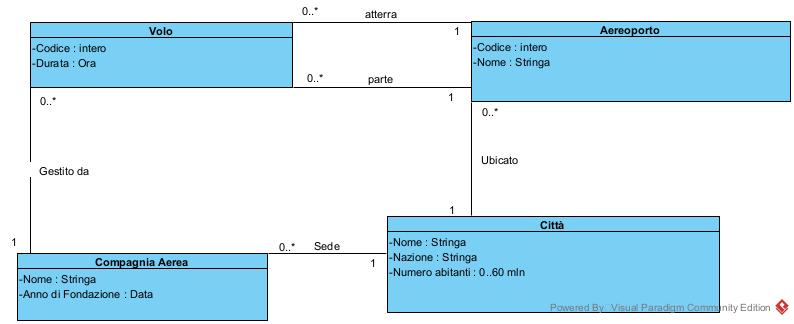 0..*
atterra
1
Volo
-Codice : intero
-Durata : Ora
Aereoporto
-Codice : intero
-Nome : Stringa
0..*
parte
1
0..*
0..*
Gestito da
Ubicato
1
1
0..*
Sede
1
Compagnia Aerea
-Nome : Stringa
-Anno di Fondazione : Data
Città
-Nome : Stringa
-Nazione : Stringa
-Numero abitanti : 0..60 mln
Powered By Visual Paradigm Community Edition